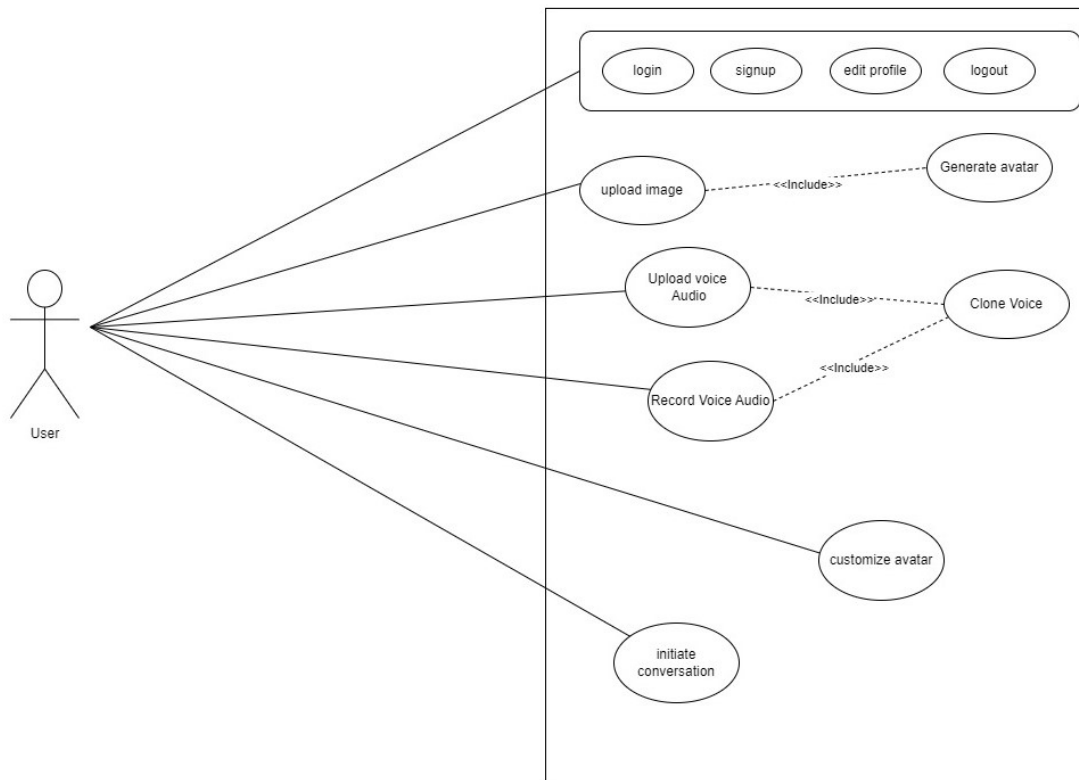 login
signup
edit profile
logout
Generate avatar
upload image
<<Include>>
Upload voice
Audio
<<Include>>
Clone Voice
<<Include>>
Record Voice Audio
User
customize avatar
initiate
conversation